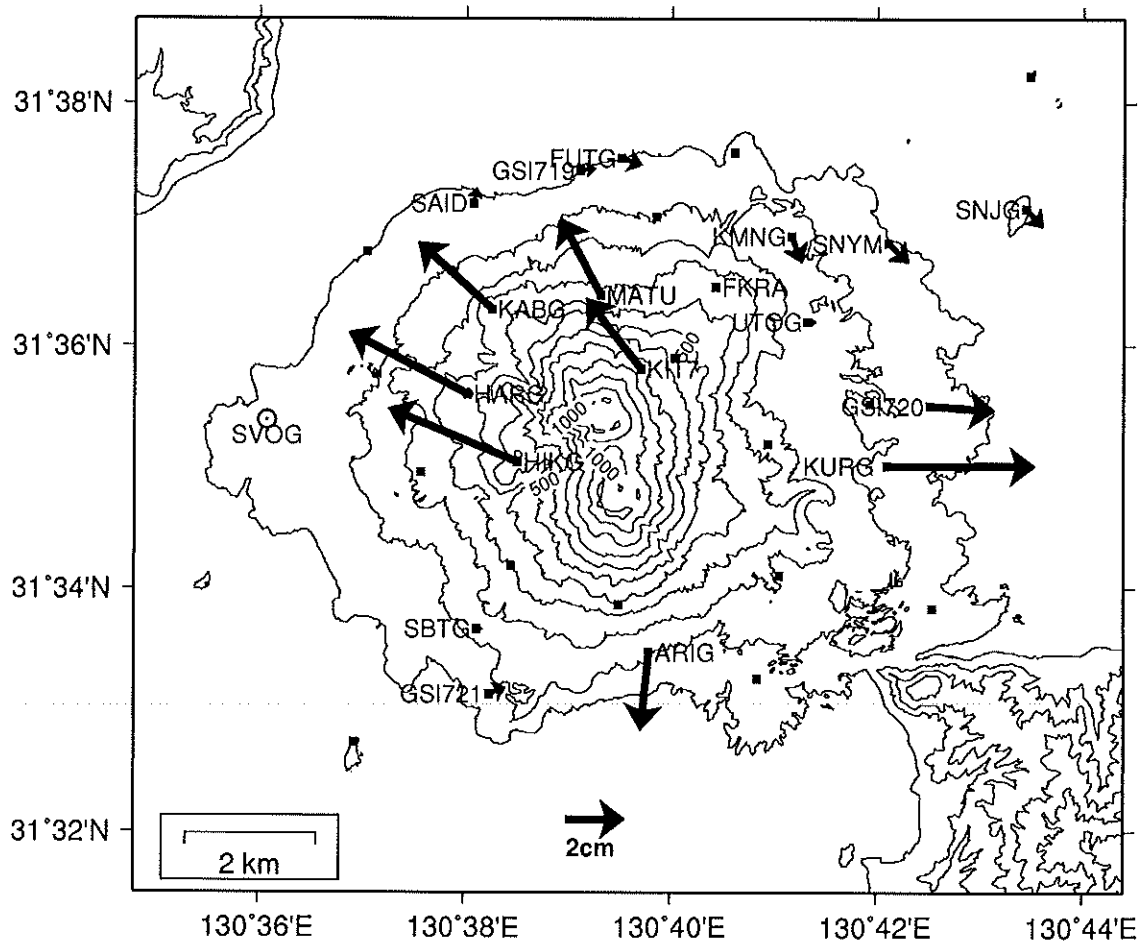 31°38'N
FUTG
GSI719
SAID
SNJG
KMNG
SNYM
MATU
FKRA
KABG
UTOG
31°36'N
500
KIT7
HARG
GSI720
1000
SVOG
HIKG
1000
KURG
500
31°34'N
SBTG
ARIG
GSI721
31°32'N
2cm
2 km
130°36'E
130°38'E
130°40'E
130°42'E
130°44'E